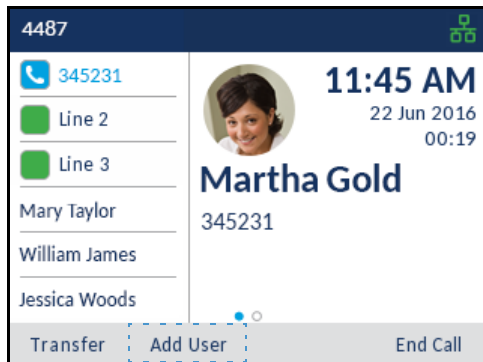 4487
345231
Line 2
Line 3
Mary Taylor
William James
Jessica Woods
11:45 AM
22 Jun 2016
00:19
Martha Gold
345231
Transfer Add User End Call